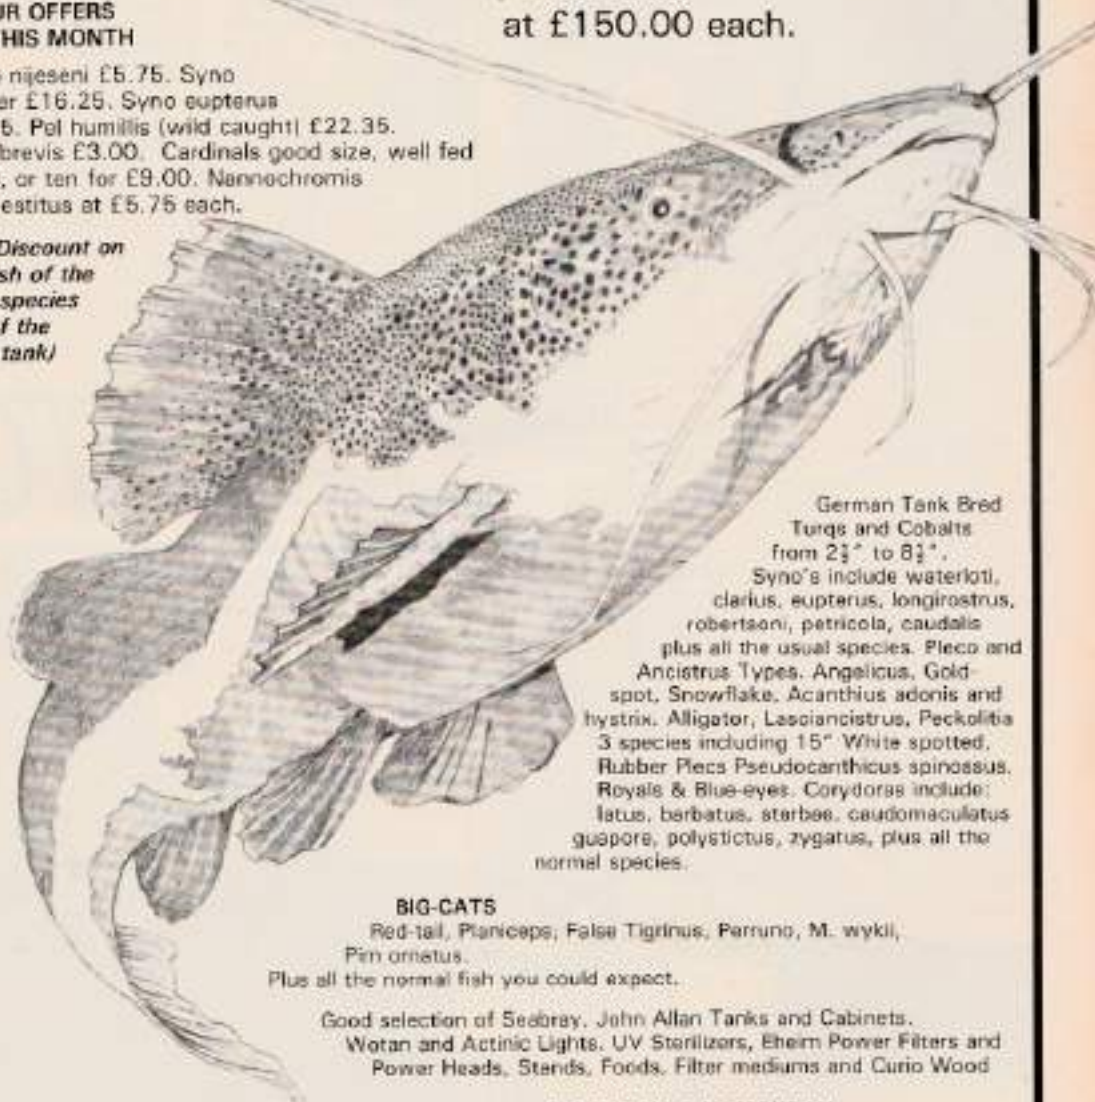 UR OFFERS
HIS MONTH
at £150.00 each.
nijeseni £5.75. Syno
er £16.25. Syno eupterus
5. Pel humillis (wild caught) £22.35.
brevis £3.00. Cardinals good size, well fed
, or ten for £9.00. Nannochromis
estitus at £5.75 each.
Discount on
sh of the
species
f the
tank)
German Tank Bred
Turqs and Cobalts
from 2½" to 8½".
Syno's include waterloti,
clarius, eupterus, longirostrus,
robertsoni, petricola, caudalis
plus all the usual species. Pleco and
Ancistrus Types. Angelicus, Gold-
spot, Snowflake, Acanthius adonis and
hystrix. Alligator, Lasciancistrus, Peckolitia
3 species including 15" White spotted.
Rubber Plecs Pseudocanthicus spinossus.
Royals & Blue-eyes. Corydoras include:
latus, barbatus, sterbae, caudomaculatus
guapore, polystictus, zygatus, plus all the
normal species.
BIG-CATS
Red-tail, Planiceps, False Tigrinus, Perruno, M. wykii,
Pim ornatus.
Plus all the normal fish you could expect.
Good selection of Seabray, John Allan Tanks and Cabinets.
Wotan and Actinic Lights. UV Sterilizers, Eheim Power Filters and
Power Heads, Stands, Foods, Filter mediums and Curio Wood